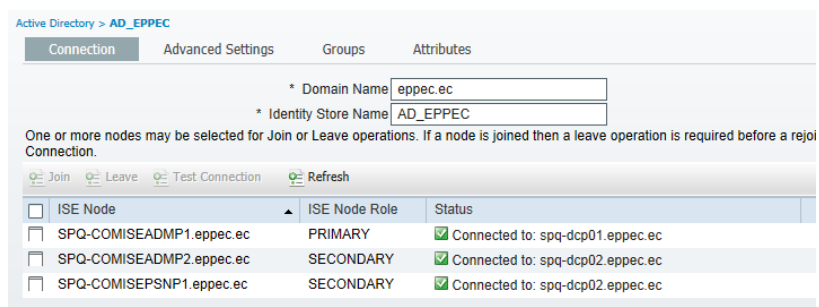 Active Directory > AD_EPPEC
Connection Advanced Settings Groups Attributes
* Domain Name eppec.ec
* Identity Store Name AD_EPPEC
One or more nodes may be selected for Join or Leave operations. If a node is joined then a leave operation is required before a rejoi
Connection.
Join Leave Test Connection Refresh
ISE Node ISE Node Role Status
SPQ-COMISEADMP1.eppec.ec PRIMARY Connected to: spq-dcp01.eppec.ec
SPQ-COMISEADMP2.eppec.ec SECONDARY Connected to: spq-dcp02.eppec.ec
SPQ-COMISEPSNP1.eppec.ec SECONDARY Connected to: spq-dcp02.eppec.ec